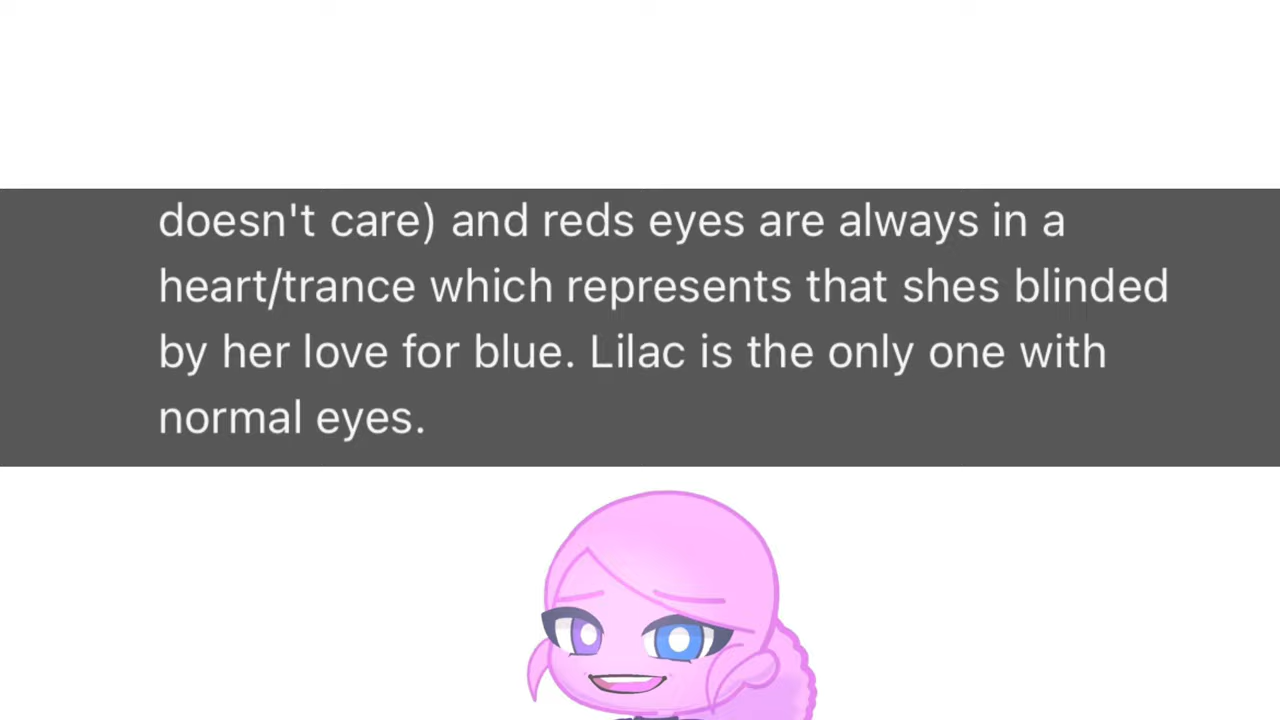 doesn't care) and reds eyes are always in a
heart/trance which represents that shes blinded
by her love for blue. Lilac is the only one with
normal eyes.